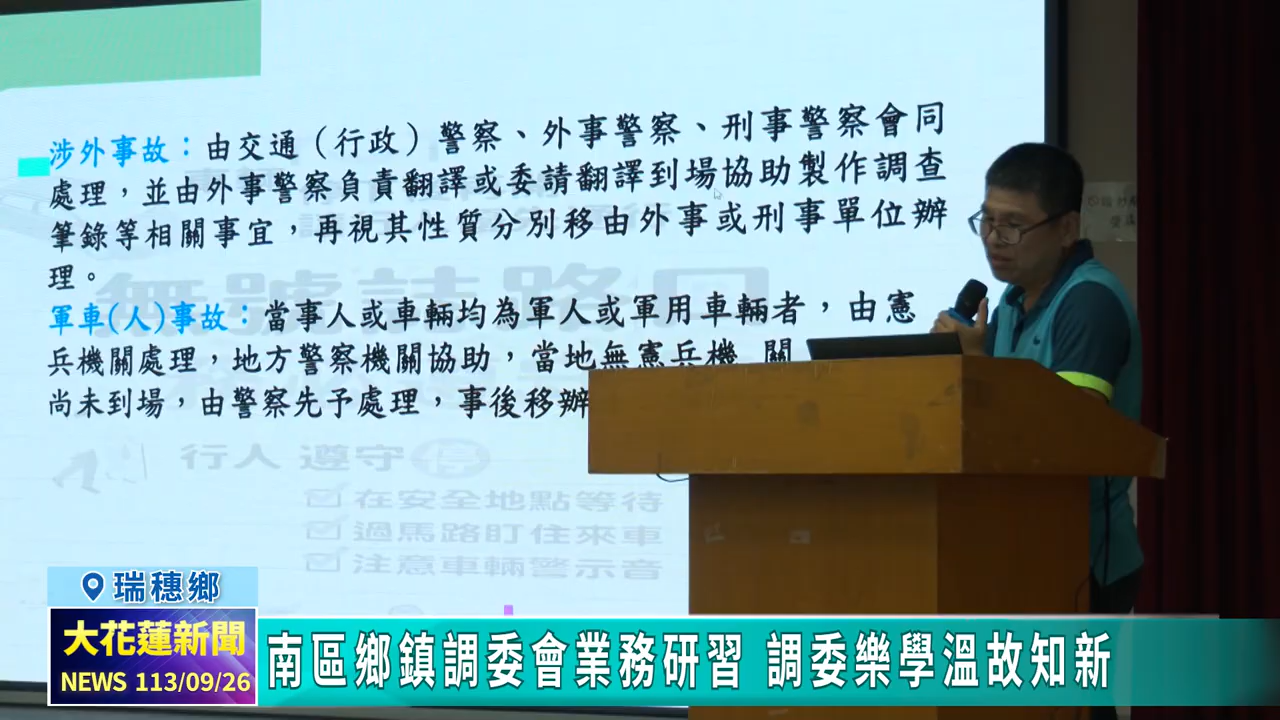 涉外事故：由交通（行政）警察、外事警察、刑事警察會同
處理，並由外事警察負責翻譯或委請翻譯到場協助製作調查
筆錄等相關事宜，再視其性質分別移由外事或刑事單位辦
理。
軍車(人)事故：當事人或車輛均為軍人或軍用車輛者，由憲
兵機關處理，地方警察機關協助，當地無憲兵機 關
尚未到場，由警察先予處理，事後移辦
無號誌路口
行人 遵守 停
在安全地點等待
過馬路盯住來車
注意車輛警示音
瑞穗鄉
大花蓮新聞
NEWS 113/09/26
南區鄉鎮調委會業務研習 調委樂學溫故知新